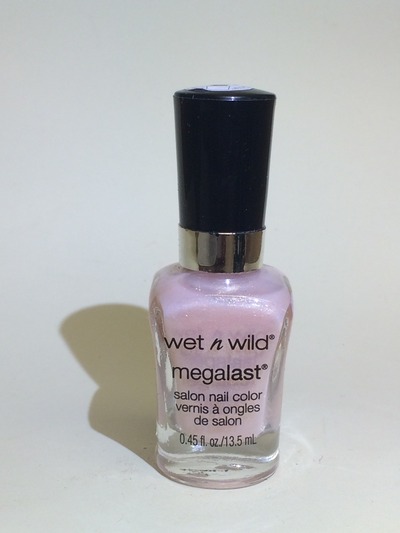 wet n wild®
megalast®
salon nail color
vernis à ongles
de salon
0.45 fl. oz./13.5 mL